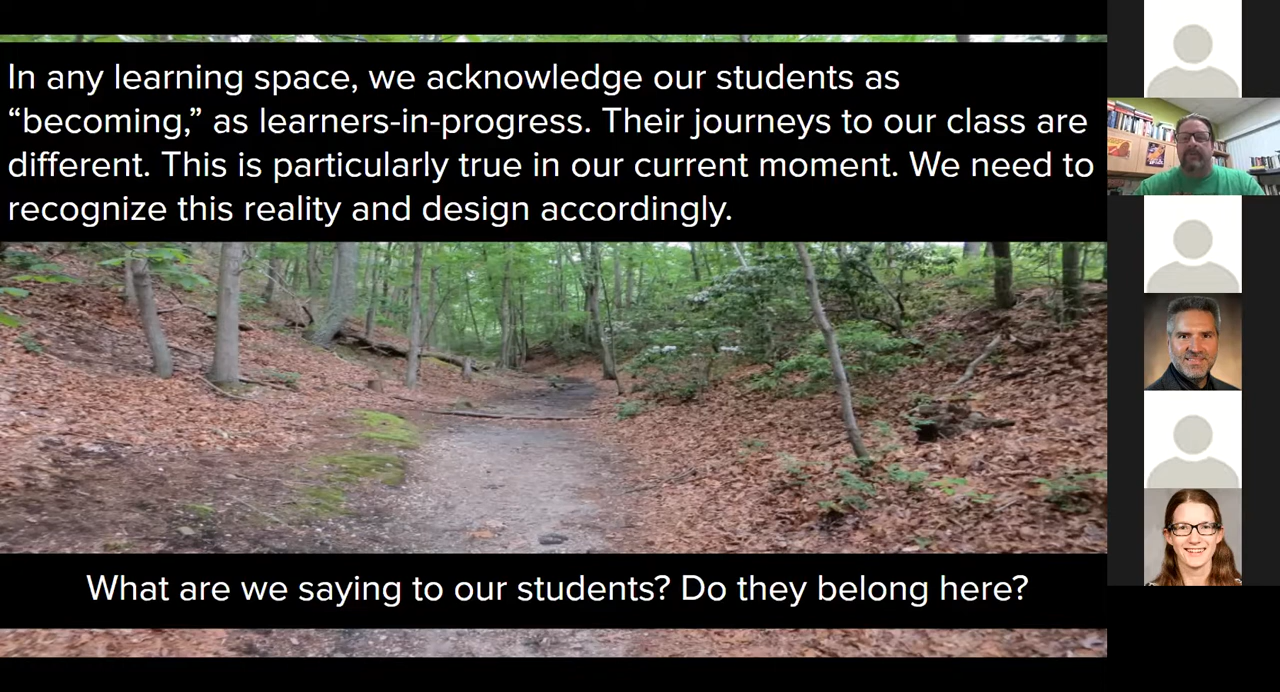 In any learning space, we acknowledge our students as
“becoming,” as learners-in-progress. Their journeys to our class are
different. This is particularly true in our current moment. We need to
recognize this reality and design accordingly.
What are we saying to our students? Do they belong here?